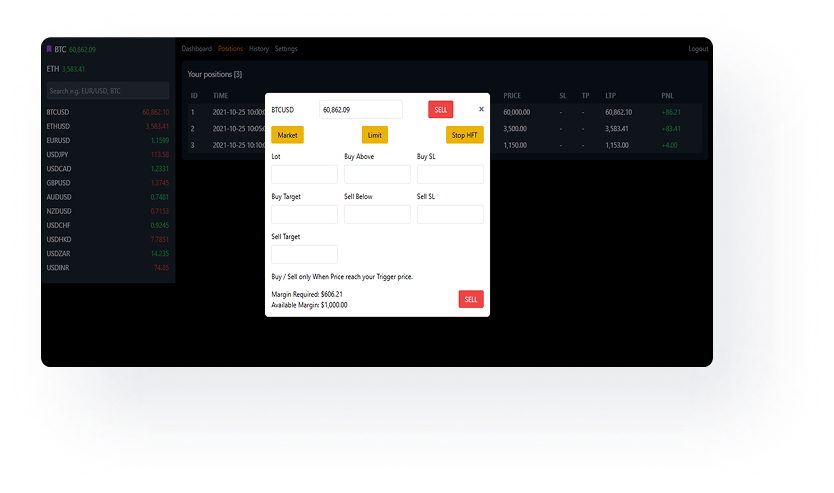 BTC 60,862.09
ETH 3,583.41
Search e.g. EUR/USD, BTC
BTCUSD 60,862.10
ETHUSD 3,583.41
EURUSD 1.1599
USDJPY 113.58
USDCAD 1.2331
GBPUSD 1.3745
AUDUSD 0.7481
NZDUSD 0.7153
USDCHF 0.9245
USDHKD 7.7851
USDZAR 14.235
USDINR 74.85
Dashboard Positions History Settings Logout
Your positions [3]
ID TIME PRICE SL TP LTP PNL
1 2021-10-25 10:00:0 60,000.00 - - 60,862.10 +86.21
2 2021-10-25 10:05:0 3,500.00 - - 3,583.41 +83.41
3 2021-10-25 10:10:0 1,150.00 - - 1,153.00 +4.00
BTCUSD 60,862.09 SELL ×
Market Limit Stop HFT
Lot Buy Above Buy SL
Buy Target Sell Below Sell SL
Sell Target
Buy / Sell only When Price reach your Trigger price.
Margin Required: $606.21
Available Margin: $1,000.00
SELL